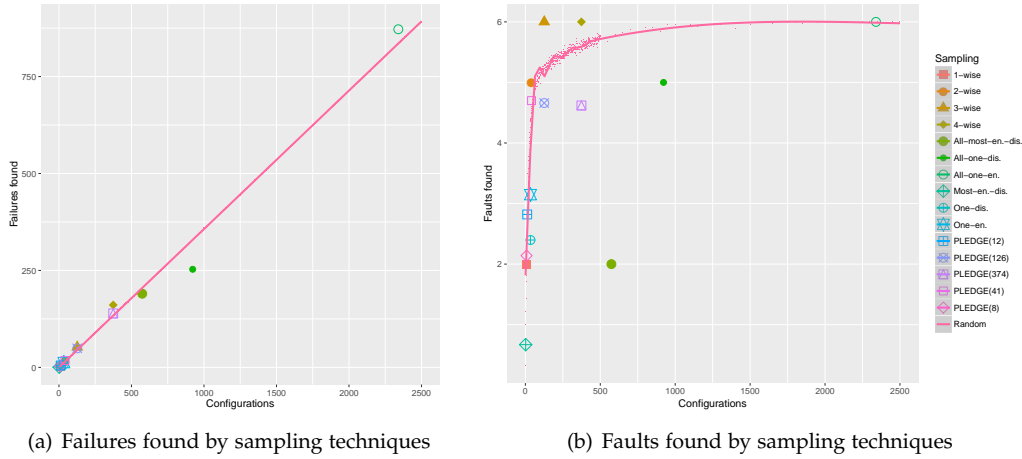 Failures found
750
500
250
0
0
500
1000
1500
2000
2500
Configurations
(a) Failures found by sampling techniques
Faults found
6
4
2
0
500
1000
1500
2000
2500
Configurations
(b) Faults found by sampling techniques
Sampling
1−wise
2−wise
3−wise
4−wise
All−most−en.−dis.
All−one−dis.
All−one−en.
Most−en.−dis.
One−dis.
One−en.
PLEDGE(12)
PLEDGE(126)
PLEDGE(374)
PLEDGE(41)
PLEDGE(8)
Random